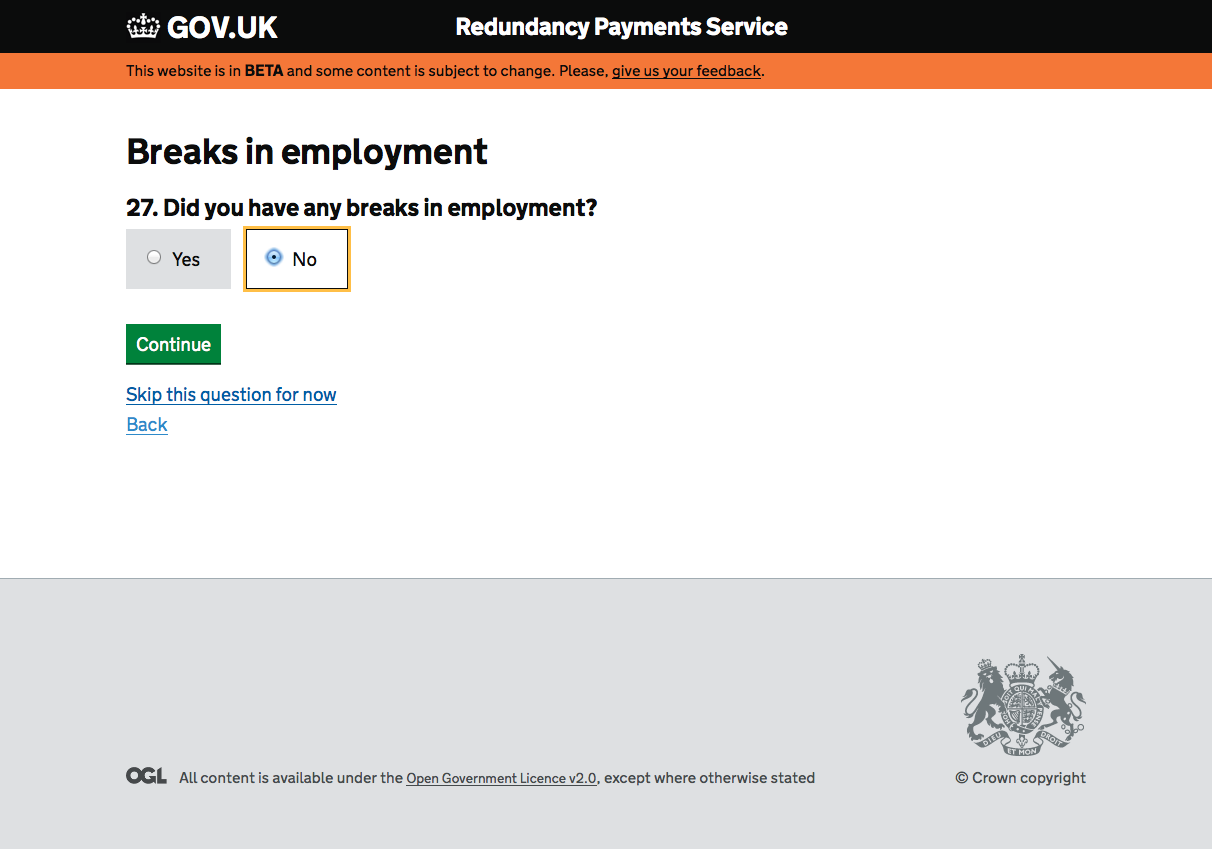 GOV.UK
Redundancy Payments Service
This website is in BETA and some content is subject to change. Please, give us your feedback.
Breaks in employment
27. Did you have any breaks in employment?
Yes
No
Continue
Skip this question for now
Back
DIEU ET MON DROIT
OGL All content is available under the Open Government Licence v2.0, except where otherwise stated
© Crown copyright